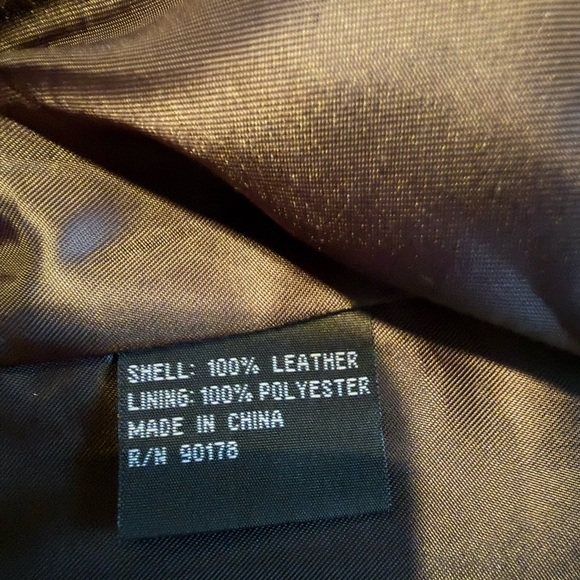 SHELL: 100% LEATHER
LINING: 100% POLYESTER
MADE IN CHINA
R/N 90178